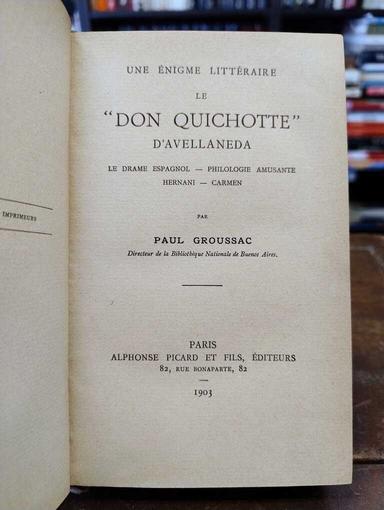 UNE ÉNIGME LITTÉRAIRE
LE
"DON QUICHOTTE"
D'AVELLANEDA
LE DRAME ESPAGNOL — PHILOLOGIE AMUSANTE
HERNANI — CARMEN
PAR
PAUL GROUSSAC
Directeur de la Bibliothèque Nationale de Buenos Aires.
PARIS
ALPHONSE PICARD ET FILS, ÉDITEURS
82, RUE BONAPARTE, 82
1903
IMPRIMEURS